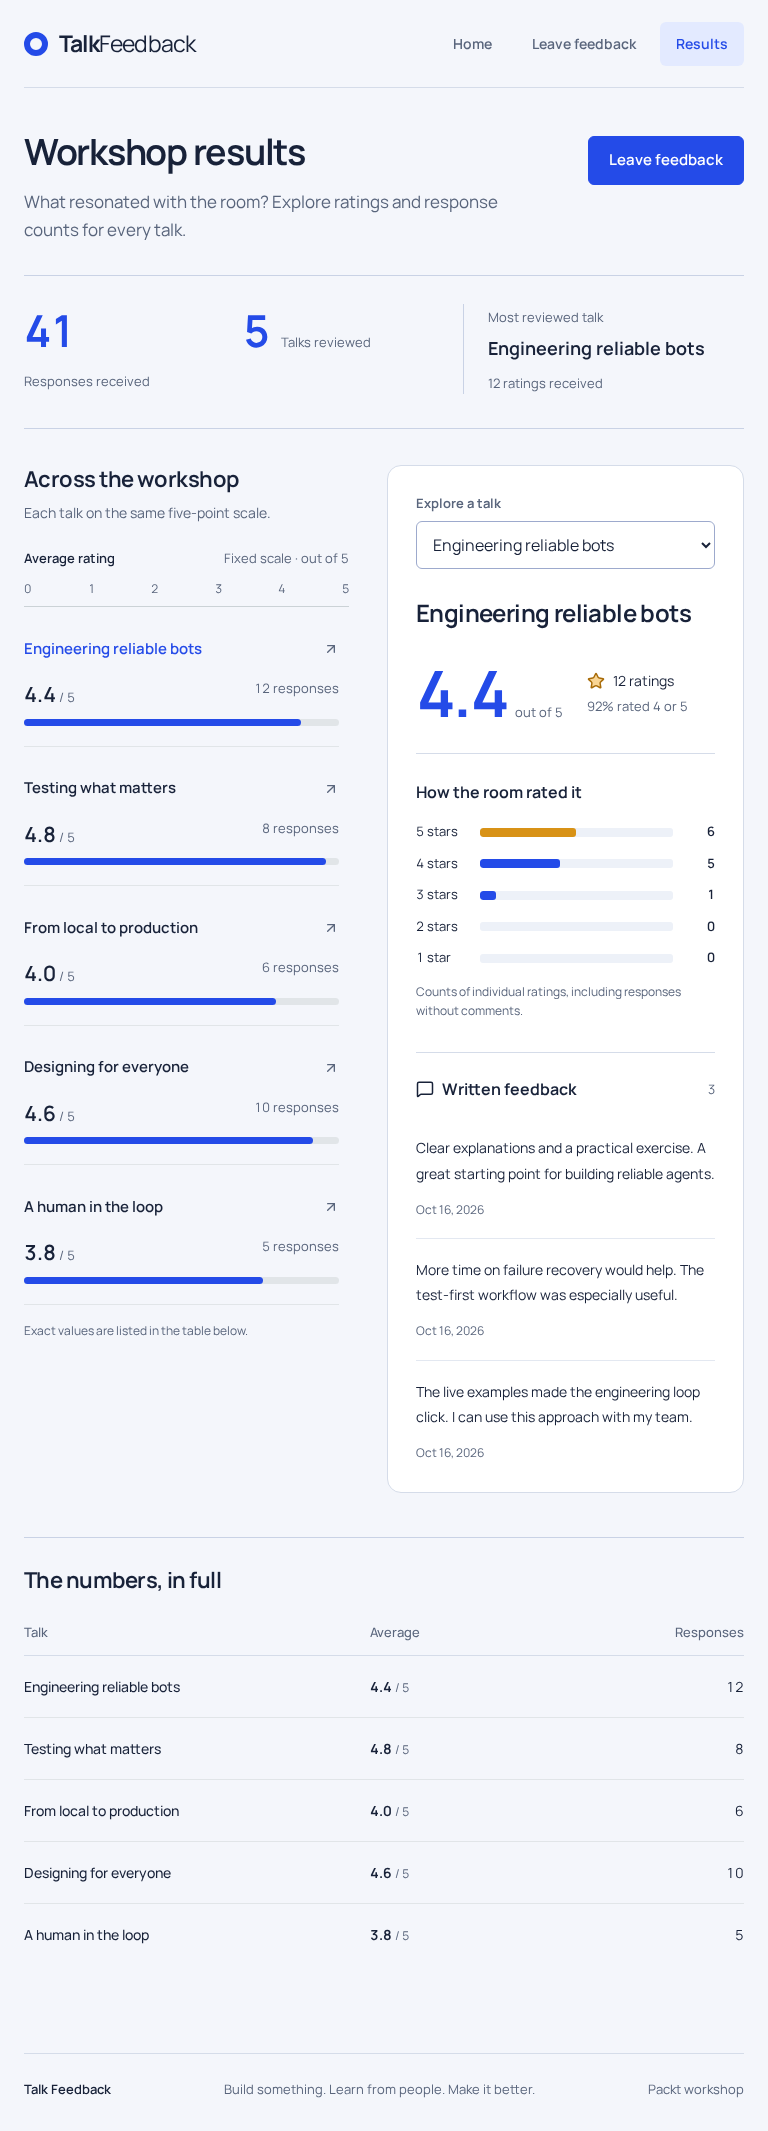 TalkFeedback
Home
Leave feedback
Results
Workshop results
Leave feedback
What resonated with the room? Explore ratings and response
counts for every talk.
41
Responses received
5 Talks reviewed
Most reviewed talk
Engineering reliable bots
12 ratings received
Across the workshop
Each talk on the same five-point scale.
Average rating
Fixed scale · out of 5
0 1 2 3 4 5
Engineering reliable bots
4.4 / 5
12 responses
Testing what matters
4.8 / 5
8 responses
From local to production
4.0 / 5
6 responses
Designing for everyone
4.6 / 5
10 responses
A human in the loop
3.8 / 5
5 responses
Exact values are listed in the table below.
Explore a talk
Engineering reliable bots
Engineering reliable bots
4.4 out of 5
12 ratings
92% rated 4 or 5
How the room rated it
5 stars 6
4 stars 5
3 stars 1
2 stars 0
1 star 0
Counts of individual ratings, including responses
without comments.
Written feedback 3
Clear explanations and a practical exercise. A
great starting point for building reliable agents.
Oct 16, 2026
More time on failure recovery would help. The
test-first workflow was especially useful.
Oct 16, 2026
The live examples made the engineering loop
click. I can use this approach with my team.
Oct 16, 2026
The numbers, in full
Talk Average Responses
Engineering reliable bots 4.4 / 5 12
Testing what matters 4.8 / 5 8
From local to production 4.0 / 5 6
Designing for everyone 4.6 / 5 10
A human in the loop 3.8 / 5 5
Talk Feedback
Build something. Learn from people. Make it better.
Packt workshop